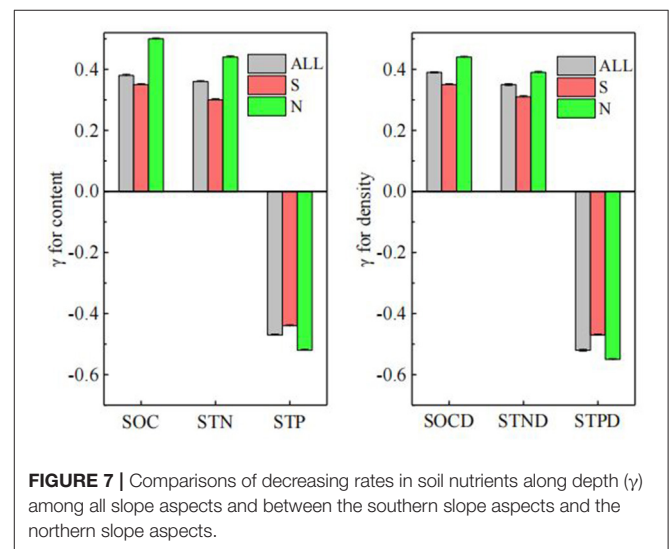 ALL
S
N
0.4
0.2
0.0
-0.2
-0.4
-0.6
γ for content
SOC STN STP
ALL
S
N
0.4
0.2
0.0
-0.2
-0.4
-0.6
γ for density
SOCD STND STPD
FIGURE 7 | Comparisons of decreasing rates in soil nutrients along depth (γ)
among all slope aspects and between the southern slope aspects and the
northern slope aspects.